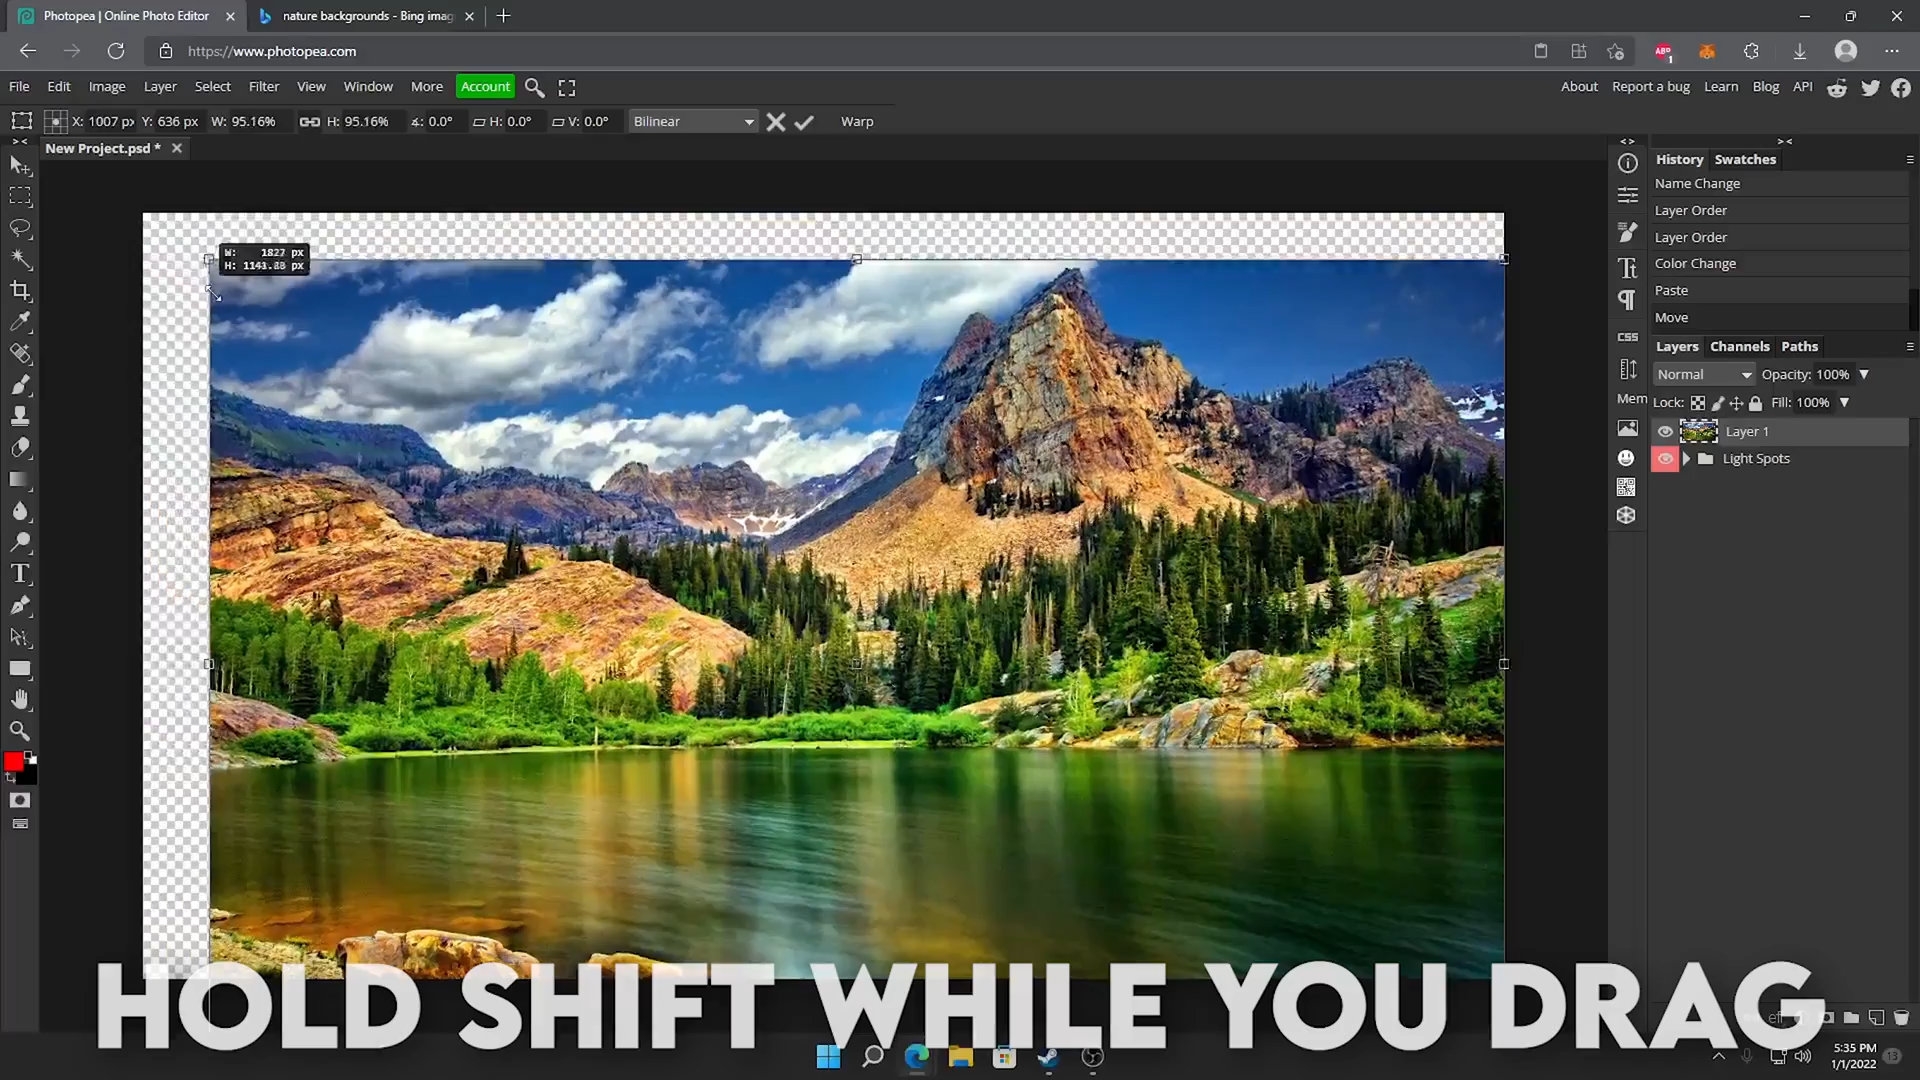 Photopea | Online Photo Editor
nature backgrounds - Bing imag
https://www.photopea.com
ABP
1
File Edit Image Layer Select Filter View Window More Account
About Report a bug Learn Blog API
X: 1007 px Y: 636 px W: 95.16% H: 95.16% ∡: 0.0° H: 0.0° V: 0.0° Bilinear Warp
New Project.psd *
History Swatches
Name Change
Layer Order
Layer Order
Color Change
Paste
Move
W: 1827 px
CSS
Mem
Layers Channels Paths
Normal Opacity: 100%
Lock: Fill: 100%
Layer 1
Light Spots
HOLD SHIFT WHILE YOU DRAG
eff
5:35 PM
1/1/2022
13